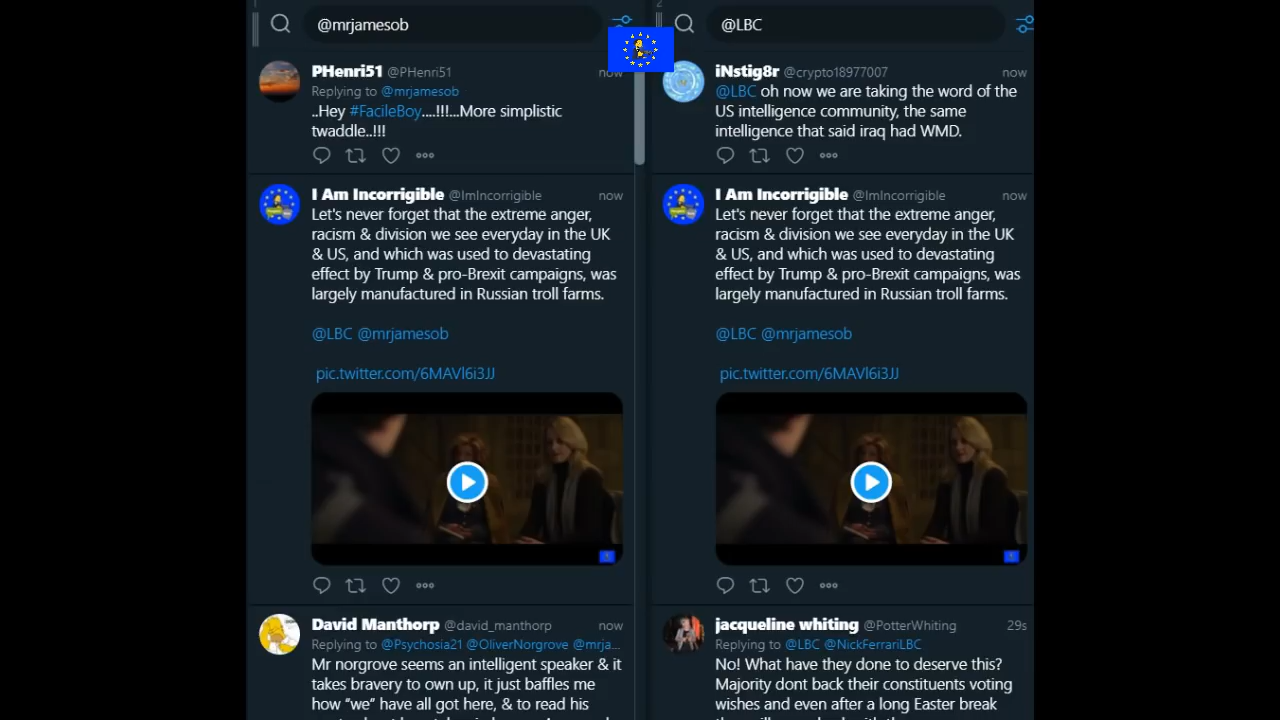 1
@mrjamesob
PHenri51 @PHenri51 now
Replying to @mrjamesob
..Hey #FacileBoy....!!!...More simplistic
twaddle..!!!
I Am Incorrigible @ImIncorrigible now
Let's never forget that the extreme anger,
racism & division we see everyday in the UK
& US, and which was used to devastating
effect by Trump & pro-Brexit campaigns, was
largely manufactured in Russian troll farms.
@LBC @mrjamesob
pic.twitter.com/6MAVl6i3JJ
David Manthorp @david_manthorp now
Replying to @Psychosia21 @OliverNorgrove @mrja...
Mr norgrove seems an intelligent speaker & it
takes bravery to own up, it just baffles me
how “we” have all got here, & to read his
2
@LBC
iNstig8r @crypto18977007 now
@LBC oh now we are taking the word of the
US intelligence community, the same
intelligence that said iraq had WMD.
I Am Incorrigible @ImIncorrigible now
Let's never forget that the extreme anger,
racism & division we see everyday in the UK
& US, and which was used to devastating
effect by Trump & pro-Brexit campaigns, was
largely manufactured in Russian troll farms.
@LBC @mrjamesob
pic.twitter.com/6MAVl6i3JJ
jacqueline whiting @PotterWhiting 29s
Replying to @LBC @NickFerrariLBC
No! What have they done to deserve this?
Majority dont back their constituents voting
wishes and even after a long Easter break